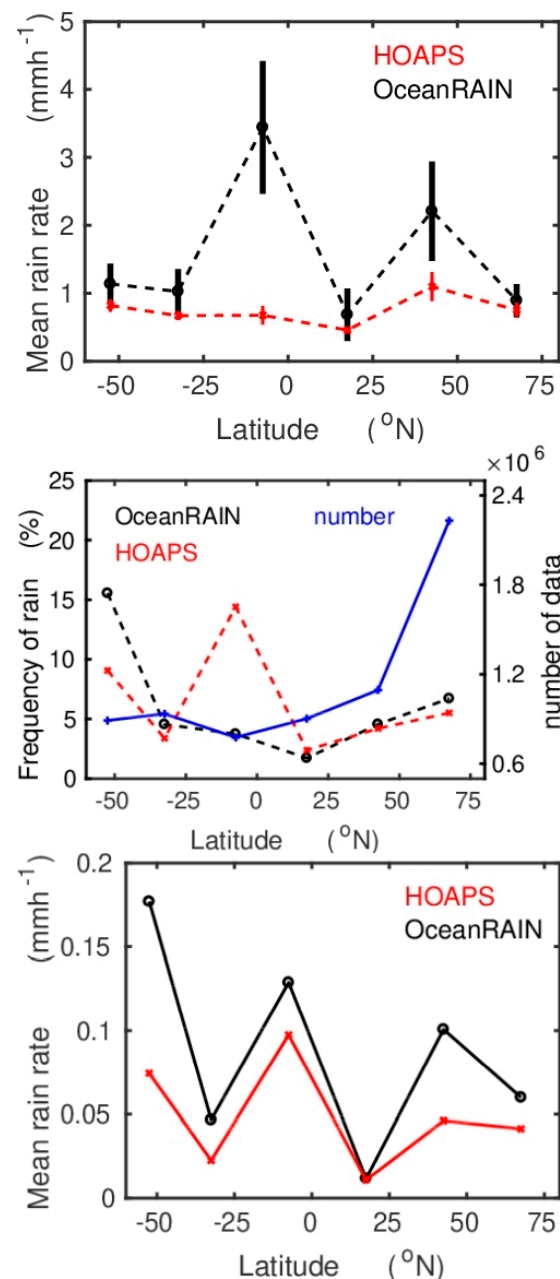 5
4
3
2
1
0
Mean rain rate (mmh⁻¹)
HOAPS
OceanRAIN
-50 -25 0 25 50 75
Latitude (°N)
×10⁶
25
20
15
10
5
0
Frequency of rain (%)
OceanRAIN number
HOAPS
2.4
1.8
1.2
0.6
number of data
-50 -25 0 25 50 75
Latitude (°N)
0.2
0.15
0.1
0.05
0
Mean rain rate (mmh⁻¹)
HOAPS
OceanRAIN
-50 -25 0 25 50 75
Latitude (°N)